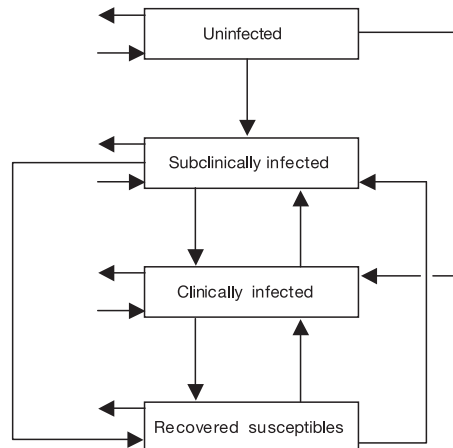 Uninfected
Subclinically infected
Clinically infected
Recovered susceptibles